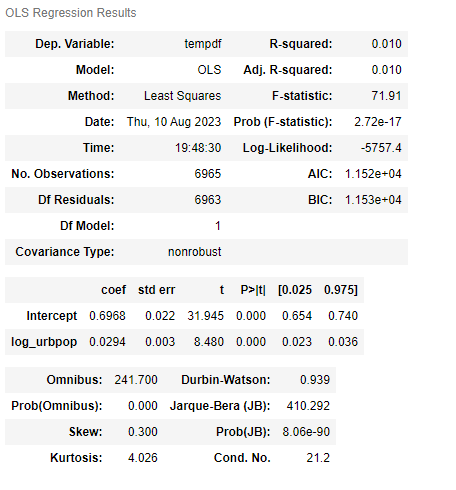 OLS Regression Results
Dep. Variable: tempdf R-squared: 0.010
Model: OLS Adj. R-squared: 0.010
Method: Least Squares F-statistic: 71.91
Date: Thu, 10 Aug 2023 Prob (F-statistic): 2.72e-17
Time: 19:48:30 Log-Likelihood: -5757.4
No. Observations: 6965 AIC: 1.152e+04
Df Residuals: 6963 BIC: 1.153e+04
Df Model: 1
Covariance Type: nonrobust
coef std err t P>|t| [0.025 0.975]
Intercept 0.6968 0.022 31.945 0.000 0.654 0.740
log_urbpop 0.0294 0.003 8.480 0.000 0.023 0.036
Omnibus: 241.700 Durbin-Watson: 0.939
Prob(Omnibus): 0.000 Jarque-Bera (JB): 410.292
Skew: 0.300 Prob(JB): 8.06e-90
Kurtosis: 4.026 Cond. No. 21.2